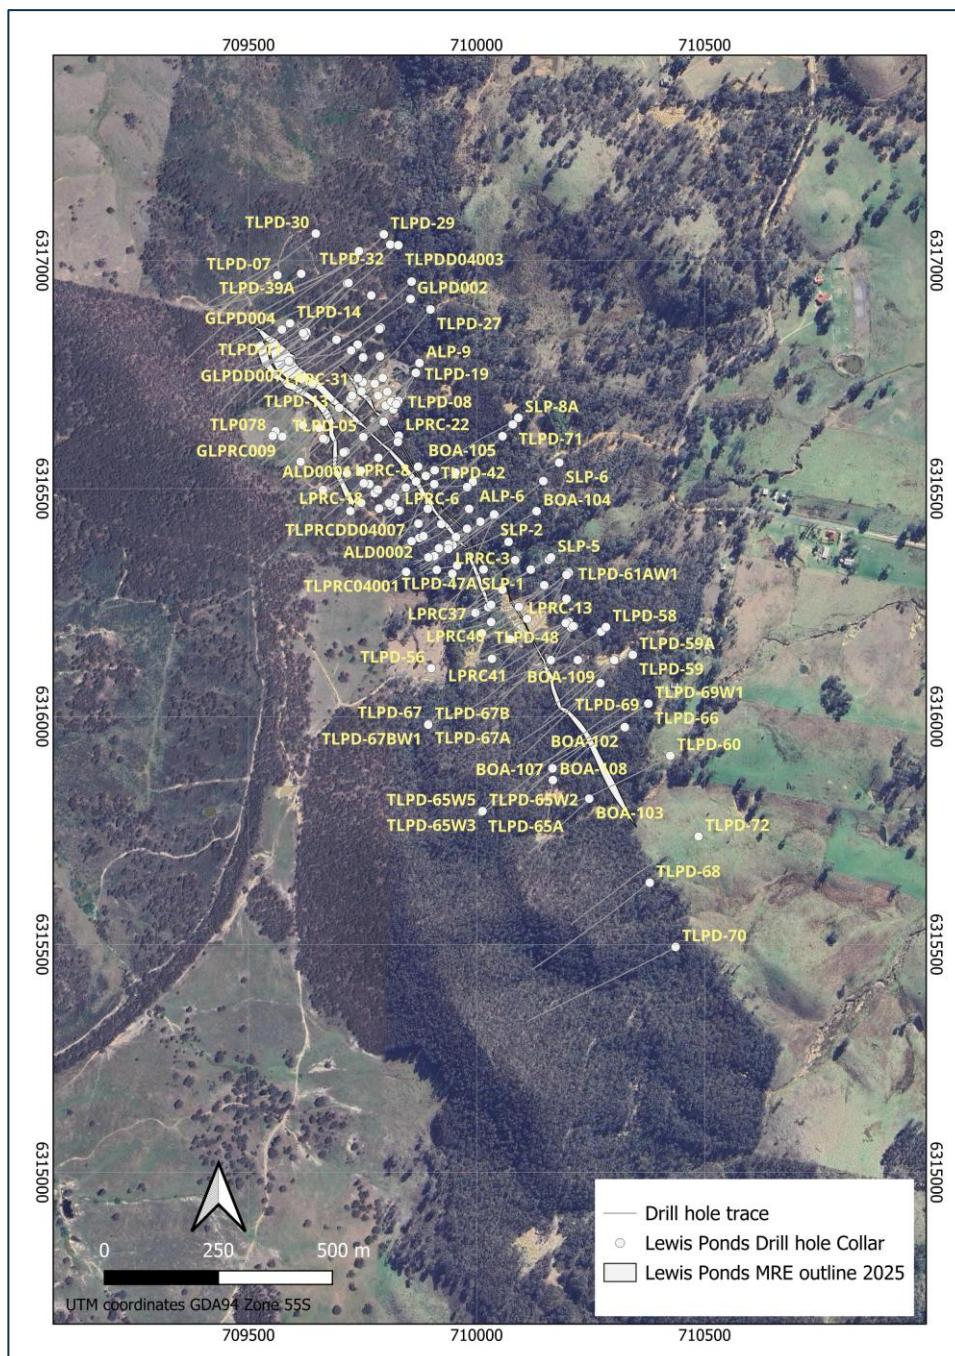 709500 710000 710500
TLPD-30 TLPD-29
TLPD-32 TLPDD04003
TLPD-07
TLPD-39A GLPD002
6317000 6317000
GLPD004 TLPD-14 TLPD-27
ALP-9
GLPDD007 LPRC-31 TLPD-19
TLPD-13 TLPD-08 SLP-8A
TLP078 TLPD-05 LPRC-22
GLPRC009 BOA-105 TLPD-71
LPRC-8 TLPD-42 SLP-6
6316500 6316500
LPRC-18 LPRC-6 ALP-6 BOA-104
TLPRCDD04007 SLP-2
ALD0002 LPRC-3 SLP-5
TLPRC04001 TLPD-47A SLP-1 TLPD-61AW1
LPRC37 LPRC-13 TLPD-58
LPRC40 TLPD-48
TLPD-56 TLPD-59A
LPRC41 BOA-109 TLPD-59
TLPD-69W1
6316000 6316000
TLPD-67 TLPD-67B TLPD-69 TLPD-66
TLPD-67BW1 TLPD-67A BOA-102
TLPD-60
BOA-107 BOA-108
TLPD-65W5 TLPD-65W2
TLPD-65W3 TLPD-65A BOA-103
TLPD-72
TLPD-68
TLPD-70
6315500 6315500
6315000 6315000
Drill hole trace
Lewis Ponds Drill hole Collar
Lewis Ponds MRE outline 2025
0 250 500 m
UTM coordinates GDA94 Zone 55S
709500 710000 710500